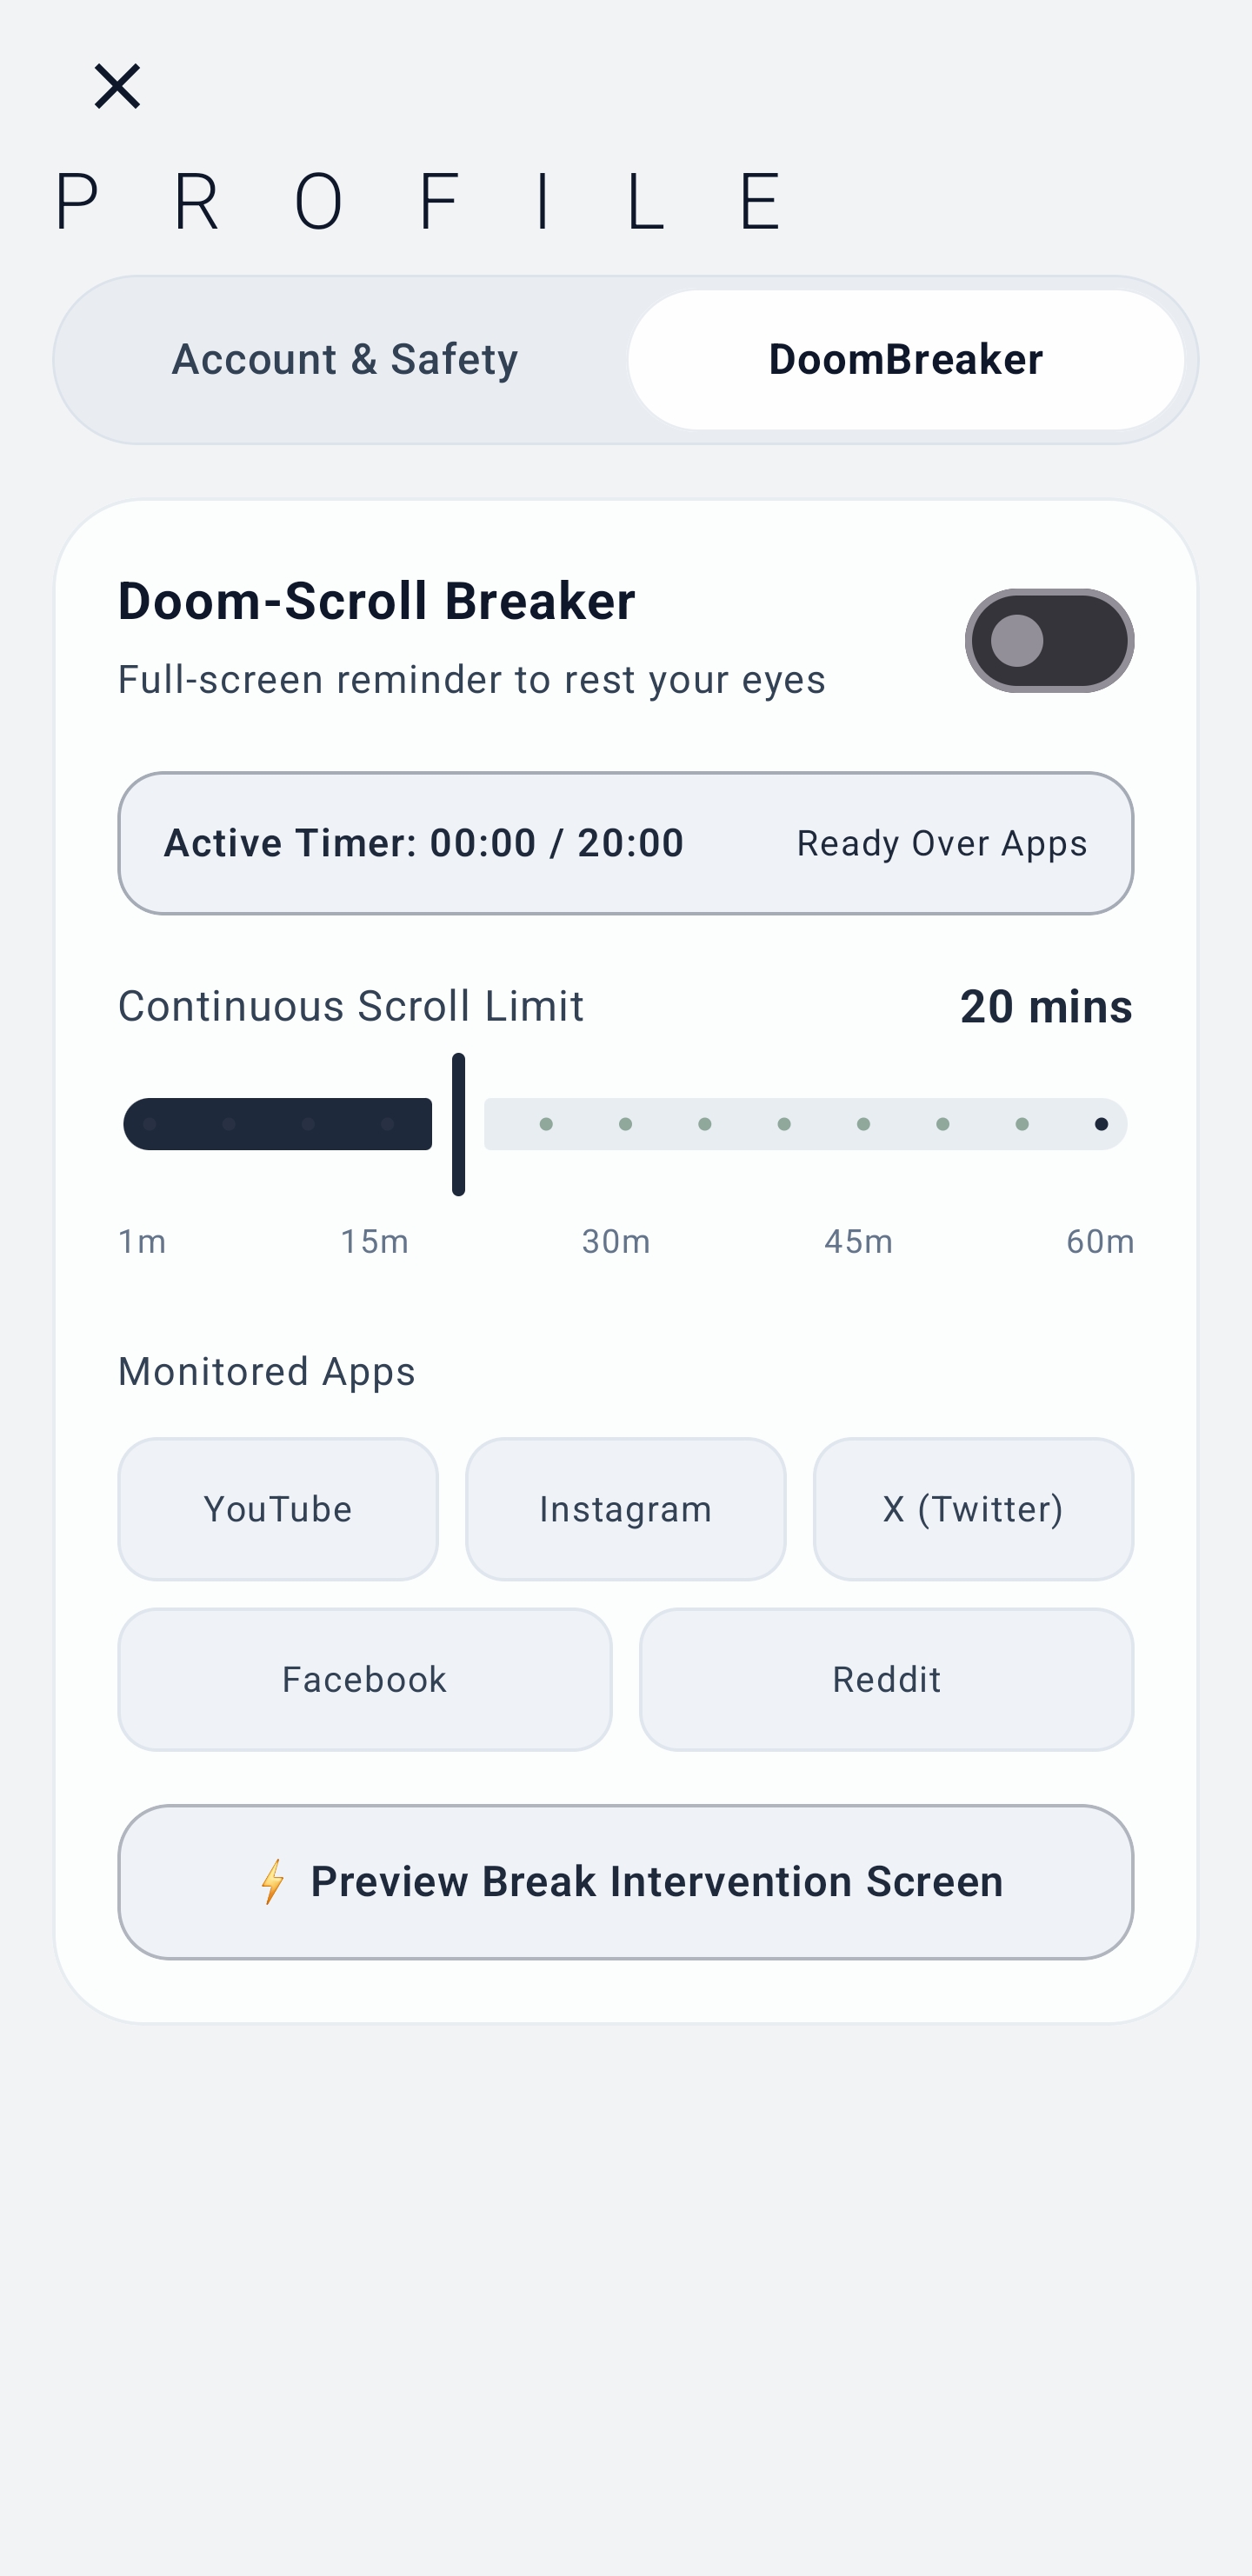 P R O F I L E
Account & Safety
DoomBreaker
Doom-Scroll Breaker
Full-screen reminder to rest your eyes
Active Timer: 00:00 / 20:00
Ready Over Apps
Continuous Scroll Limit
20 mins
1m 15m 30m 45m 60m
Monitored Apps
YouTube
Instagram
X (Twitter)
Facebook
Reddit
⚡ Preview Break Intervention Screen